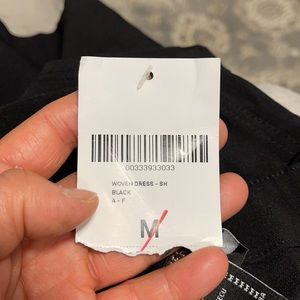 00333933033
WOVEN DRESS - SH
BLACK
A - F
M